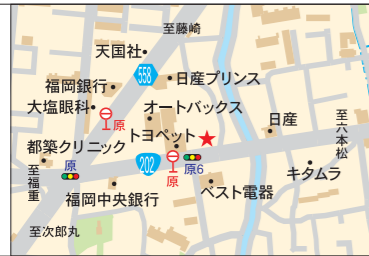 至藤崎
天国社
558
日産プリンス
福岡銀行
大塩眼科
原
オートバックス
日産
至六本松
トヨペット
都築クリニック
原
202
原
原6
至福重
キタムラ
ベスト電器
福岡中央銀行
至次郎丸